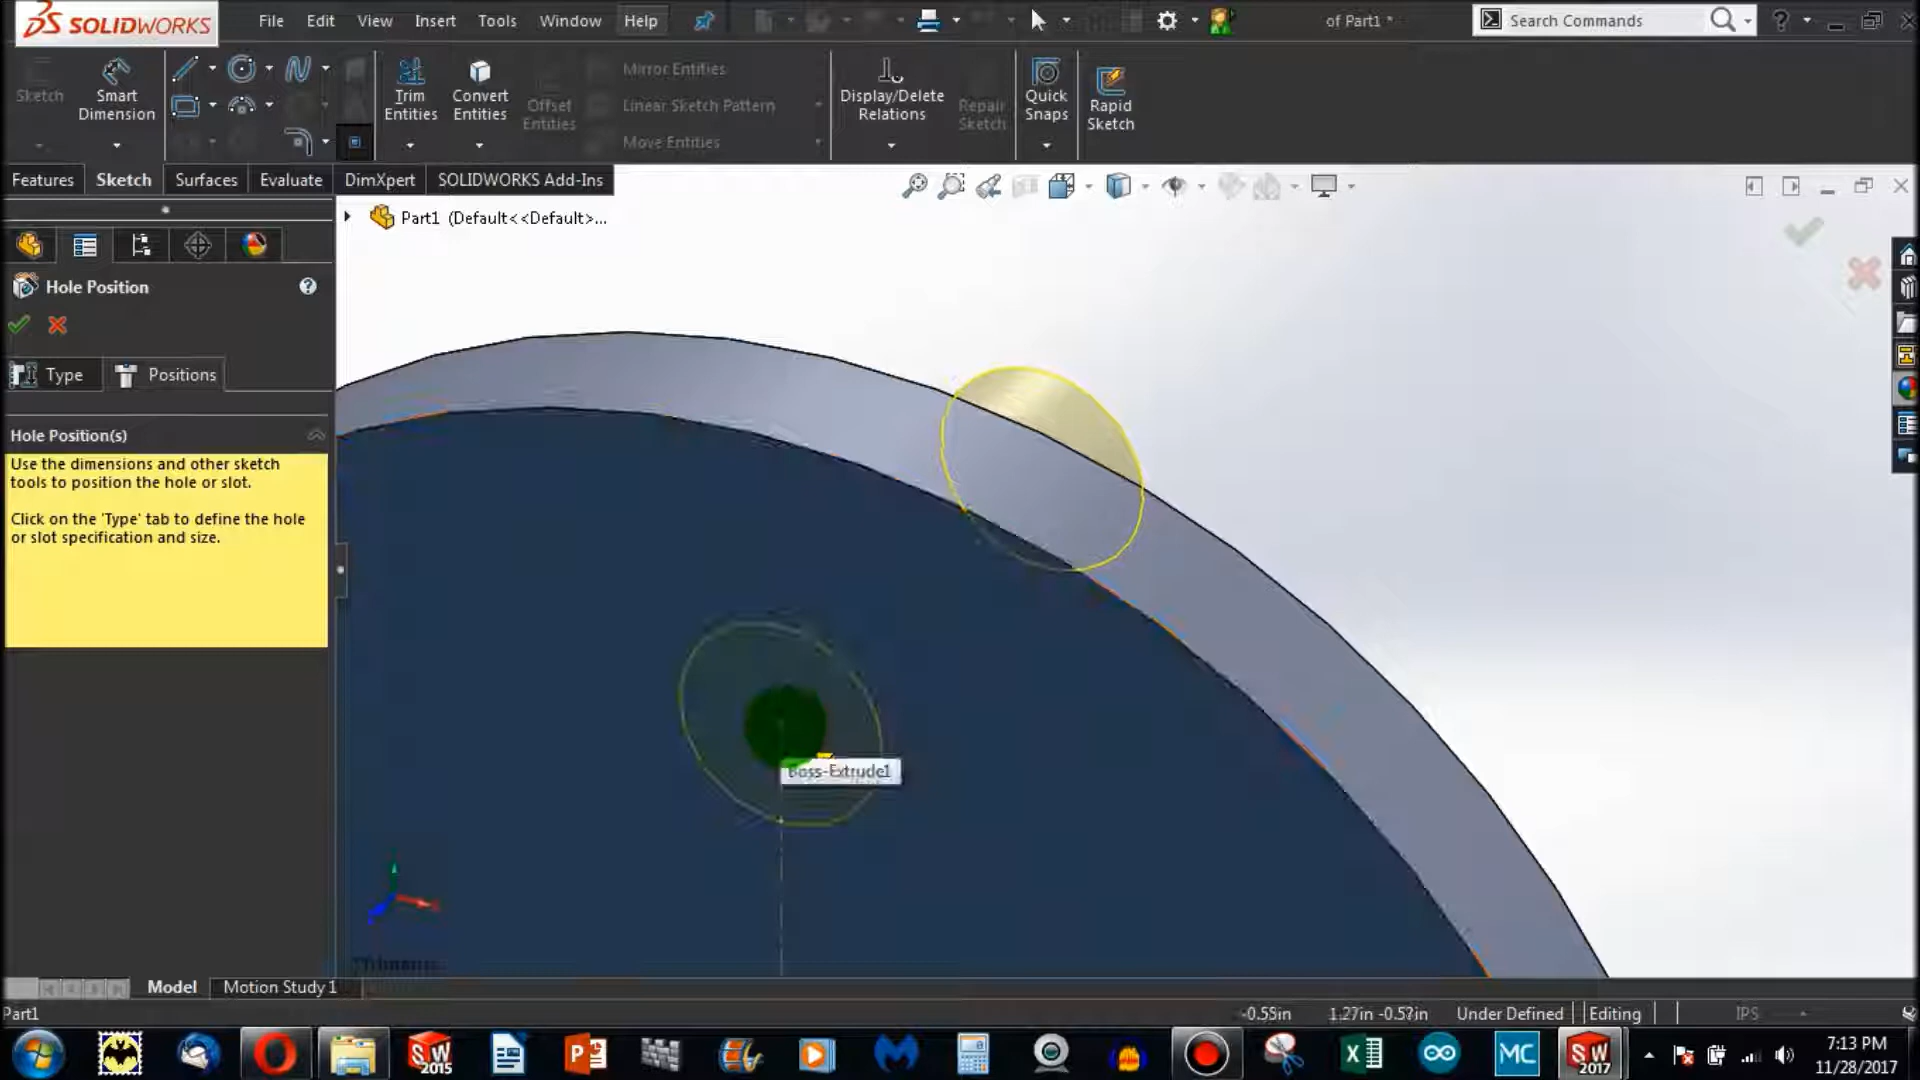 SOLIDWORKS
File Edit View Insert Tools Window Help
of Part1 *
Search Commands
Sketch
Smart Dimension
Trim Entities
Convert Entities
Offset Entities
Mirror Entities
Linear Sketch Pattern
Move Entities
Display/Delete Relations
Repair Sketch
Quick Snaps
Rapid Sketch
Features Sketch Surfaces Evaluate DimXpert SOLIDWORKS Add-Ins
Part1 (Default<<Default>...
Hole Position
Type Positions
Hole Position(s)
Use the dimensions and other sketch
tools to position the hole or slot.
Click on the 'Type' tab to define the hole
or slot specification and size.
Boss-Extrude1
Model Motion Study 1
Part1
-0.55in 1.27in -0.57in Under Defined Editing IPS
SW 2015
MC
SW 2017
7:13 PM
11/28/2017